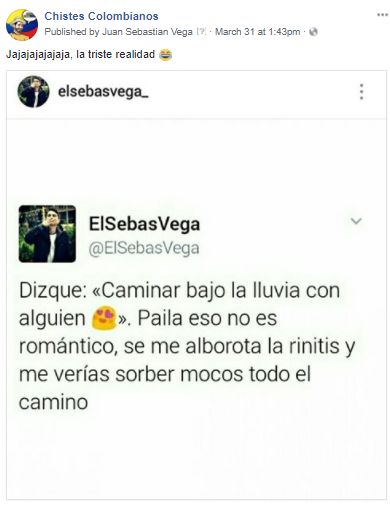 Chistes Colombianos
Published by Juan Sebastian Vega [?] · March 31 at 1:43pm ·
Jajajajajajaja, la triste realidad 😂
elsebasvega_
ElSebasVega
@ElSebasVega
Dizque: «Caminar bajo la lluvia con
alguien 😍». Paila eso no es
romántico, se me alborota la rinitis y
me verías sorber mocos todo el
camino